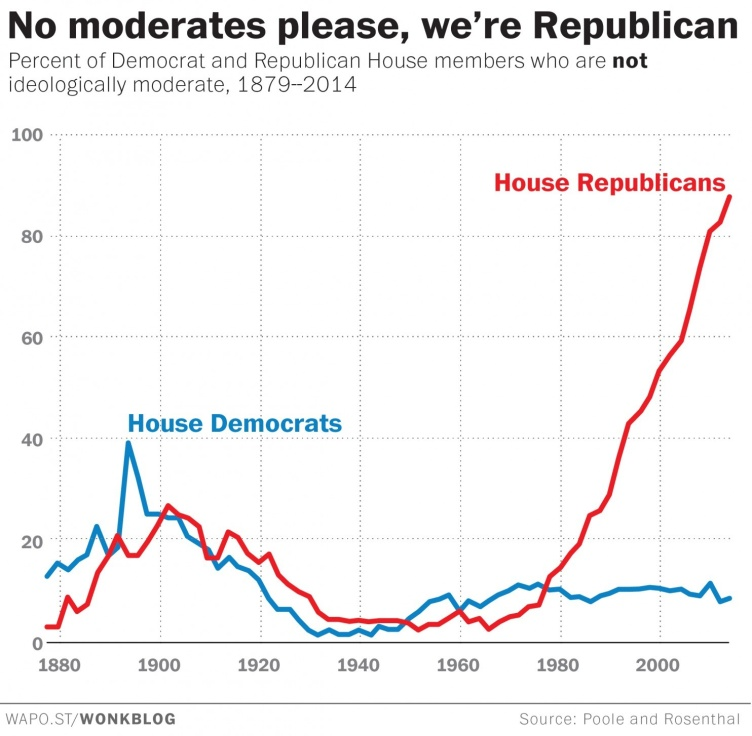 No moderates please, we’re Republican
Percent of Democrat and Republican House members who are not
ideologically moderate, 1879--2014
100
House Republicans
80
60
House Democrats
40
20
0
1880 1900 1920 1940 1960 1980 2000
WAPO.ST/WONKBLOG
Source: Poole and Rosenthal